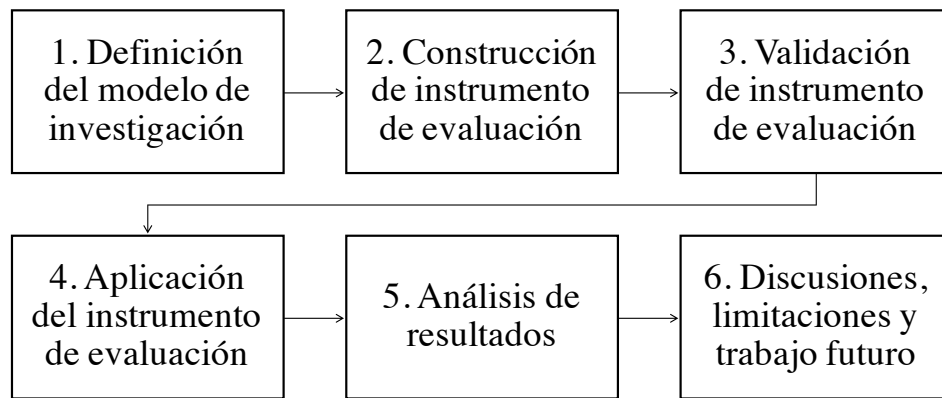 1. Definición
del modelo de
investigación
2. Construcción
de instrumento
de evaluación
3. Validación
de instrumento
de evaluación
4. Aplicación
del instrumento
de evaluación
5. Análisis de
resultados
6. Discusiones,
limitaciones y
trabajo futuro